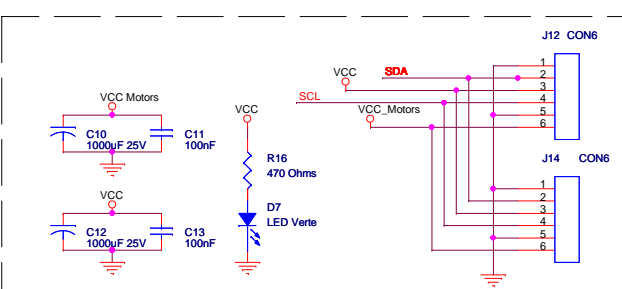 J12 CON6
1
2
3
4
5
6
VCC
SDA
SCL
VCC_Motors
VCC Motors
C10
1000uF 25V
C11
100nF
VCC
R16
470 Ohms
D7
LED Verte
VCC
C12
1000uF 25V
C13
100nF
J14 CON6
1
2
3
4
5
6